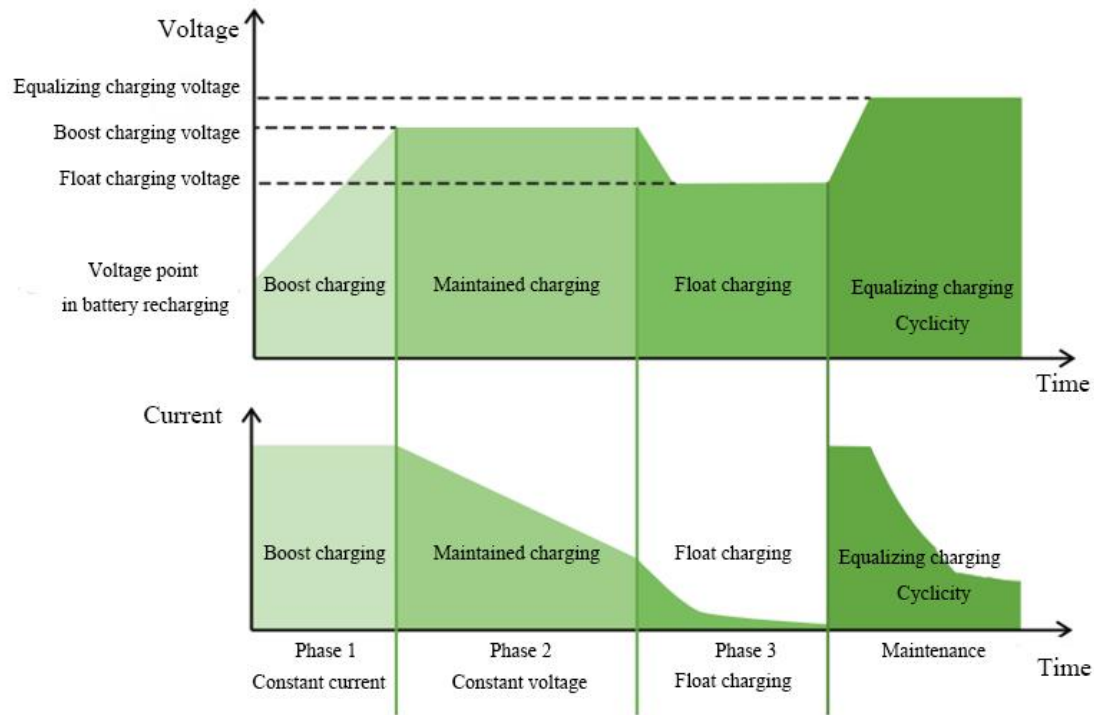 Voltage
Equalizing charging voltage
Boost charging voltage
Float charging voltage
Voltage point
in battery recharging
Boost charging
Maintained charging
Float charging
Equalizing charging
Cyclicity
Time
Current
Boost charging
Maintained charging
Float charging
Equalizing charging
Cyclicity
Phase 1
Constant current
Phase 2
Constant voltage
Phase 3
Float charging
Maintenance
Time